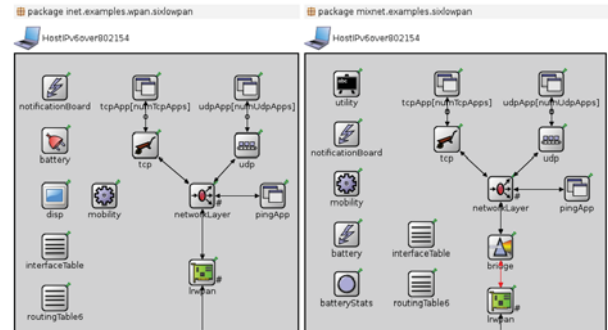 package inet.examples.wpan.sixlowpan
HostIPv6over802154
notificationBoard
tcpApp[numTcpApps]
udpApp[numUdpApps]
battery
tcp
udp
disp
mobility
networkLayer
#
pingApp
interfaceTable
lrwpan
#
routingTable6
package mixnet.examples.sixlowpan
HostIPv6over802154
utility
tcpApp[numTcpApps]
udpApp[numUdpApps]
notificationBoard
tcp
udp
mobility
networkLayer
#
pingApp
battery
interfaceTable
bridge
batteryStats
routingTable6
lrwpan
#